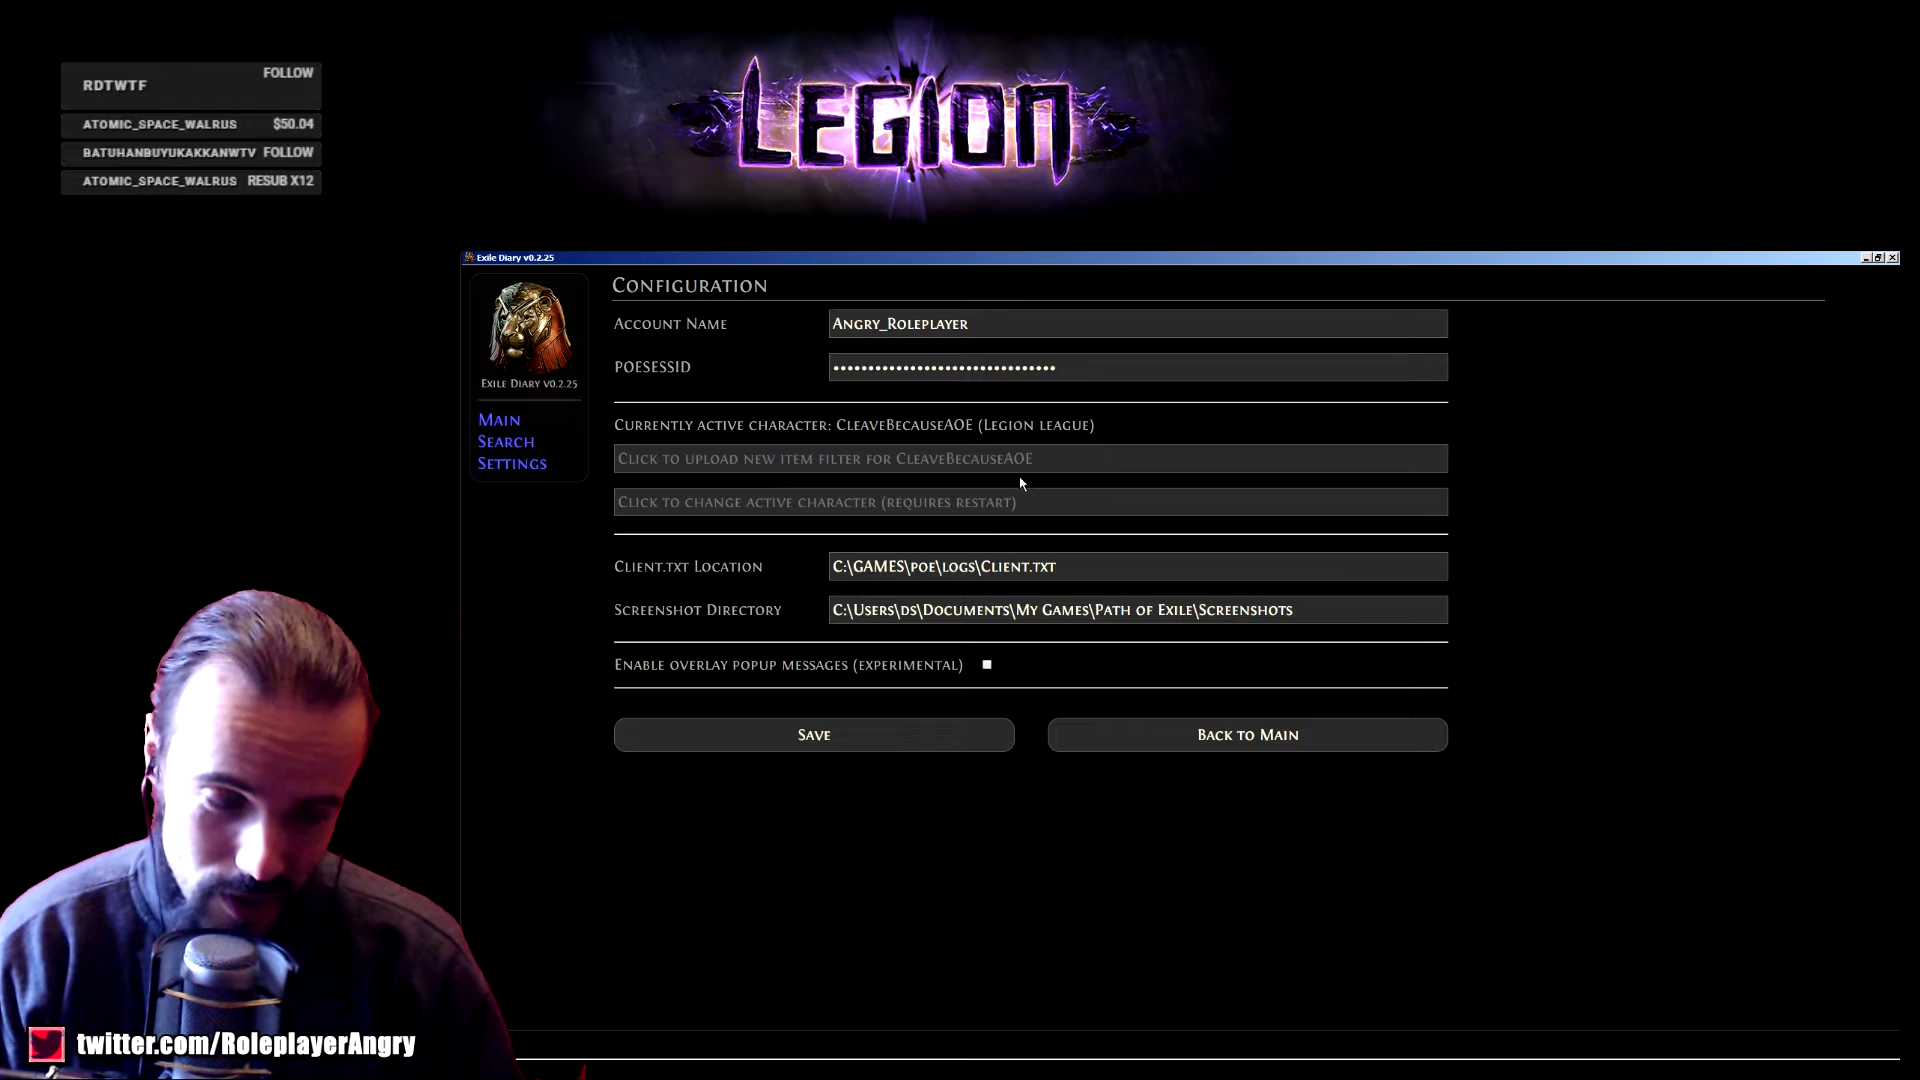 RDTWTF FOLLOW
ATOMIC_SPACE_WALRUS $50.04
BATUHANBUYUKAKKANWTV FOLLOW
ATOMIC_SPACE_WALRUS RESUB X12
LEGION
Exile Diary v0.2.25
Exile Diary v0.2.25
Main
Search
Settings
Configuration
Account Name Angry_Roleplayer
POESESSID ••••••••••••••••••••••••••••••••
Currently active character: CleaveBecauseAOE (Legion league)
Click to upload new item filter for CleaveBecauseAOE
Click to change active character (requires restart)
Client.txt Location C:\GAMES\poe\logs\Client.txt
Screenshot Directory C:\Users\ds\Documents\My Games\Path of Exile\Screenshots
Enable overlay popup messages (experimental)
Save Back to Main
twitter.com/RoleplayerAngry